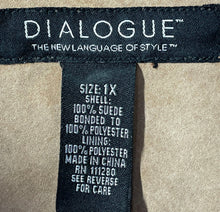 DIALOGUE™
THE NEW LANGUAGE OF STYLE™
SIZE: 1X
SHELL:
100% SUEDE
BONDED TO
100% POLYESTER
LINING:
100% POLYESTER
MADE IN CHINA
RN 111280
SEE REVERSE
FOR CARE